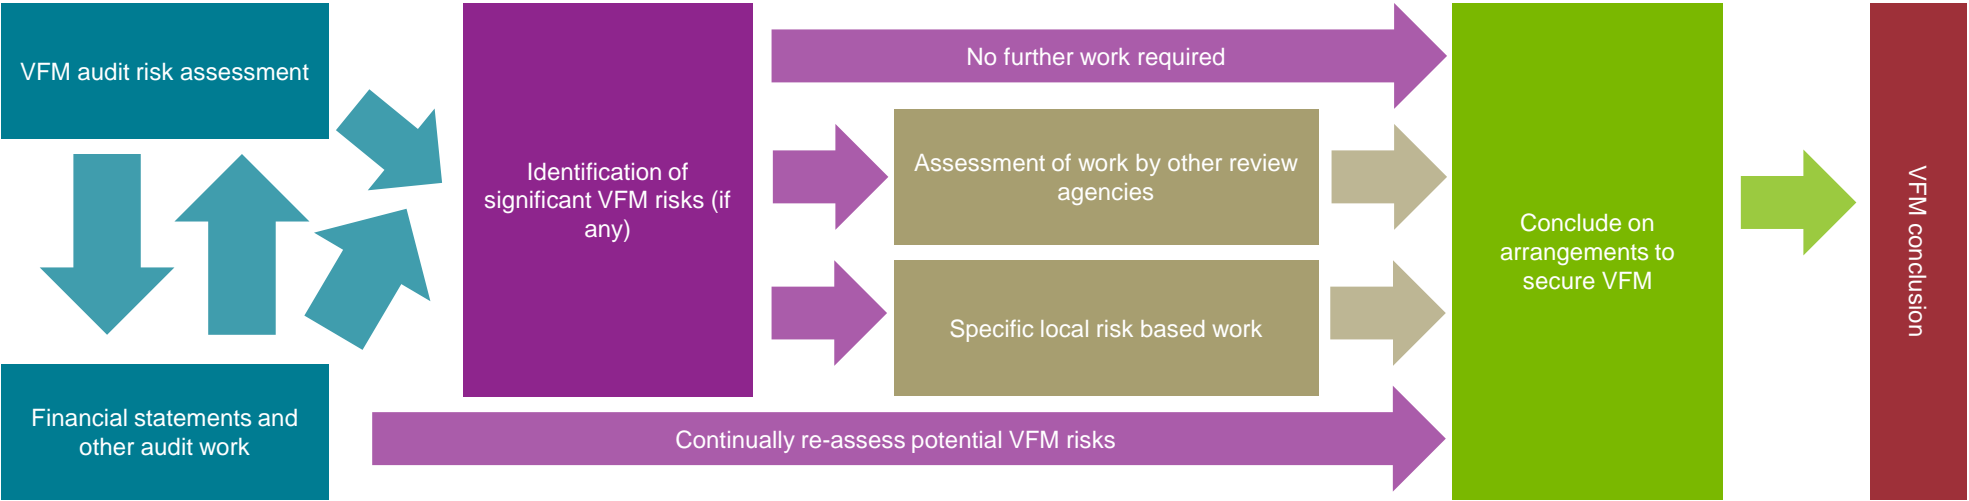 VFM audit risk assessment
Financial statements and
other audit work
Identification of
significant VFM risks (if
any)
No further work required
Assessment of work by other review
agencies
Specific local risk based work
Continually re-assess potential VFM risks
Conclude on
arrangements to
secure VFM
VFM conclusion